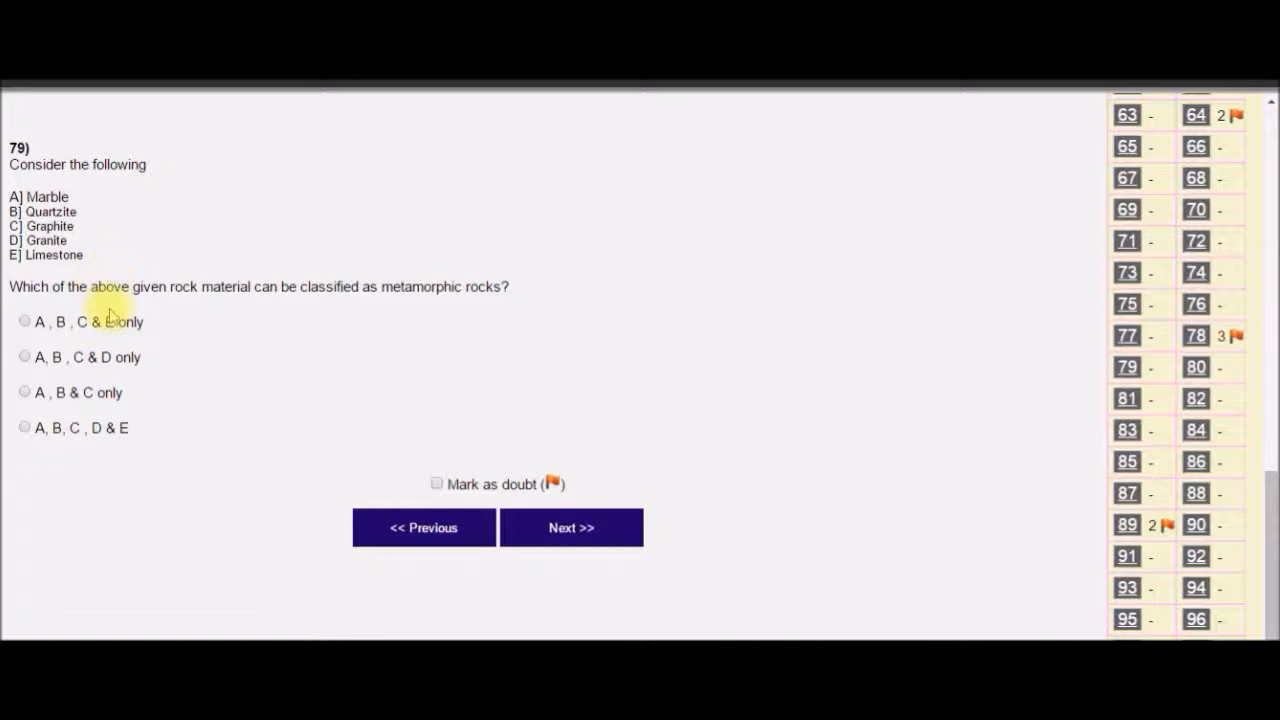 79)
Consider the following
A] Marble
B] Quartzite
C] Graphite
D] Granite
E] Limestone
Which of the above given rock material can be classified as metamorphic rocks?
A , B , C & E only
A, B , C & D only
A , B & C only
A, B, C , D & E
Mark as doubt ( )
<< Previous Next >>
63 - 64 2
65 - 66 -
67 - 68 -
69 - 70 -
71 - 72 -
73 - 74 -
75 - 76 -
77 - 78 3
79 - 80 -
81 - 82 -
83 - 84 -
85 - 86 -
87 - 88 -
89 2 90 -
91 - 92 -
93 - 94 -
95 - 96 -